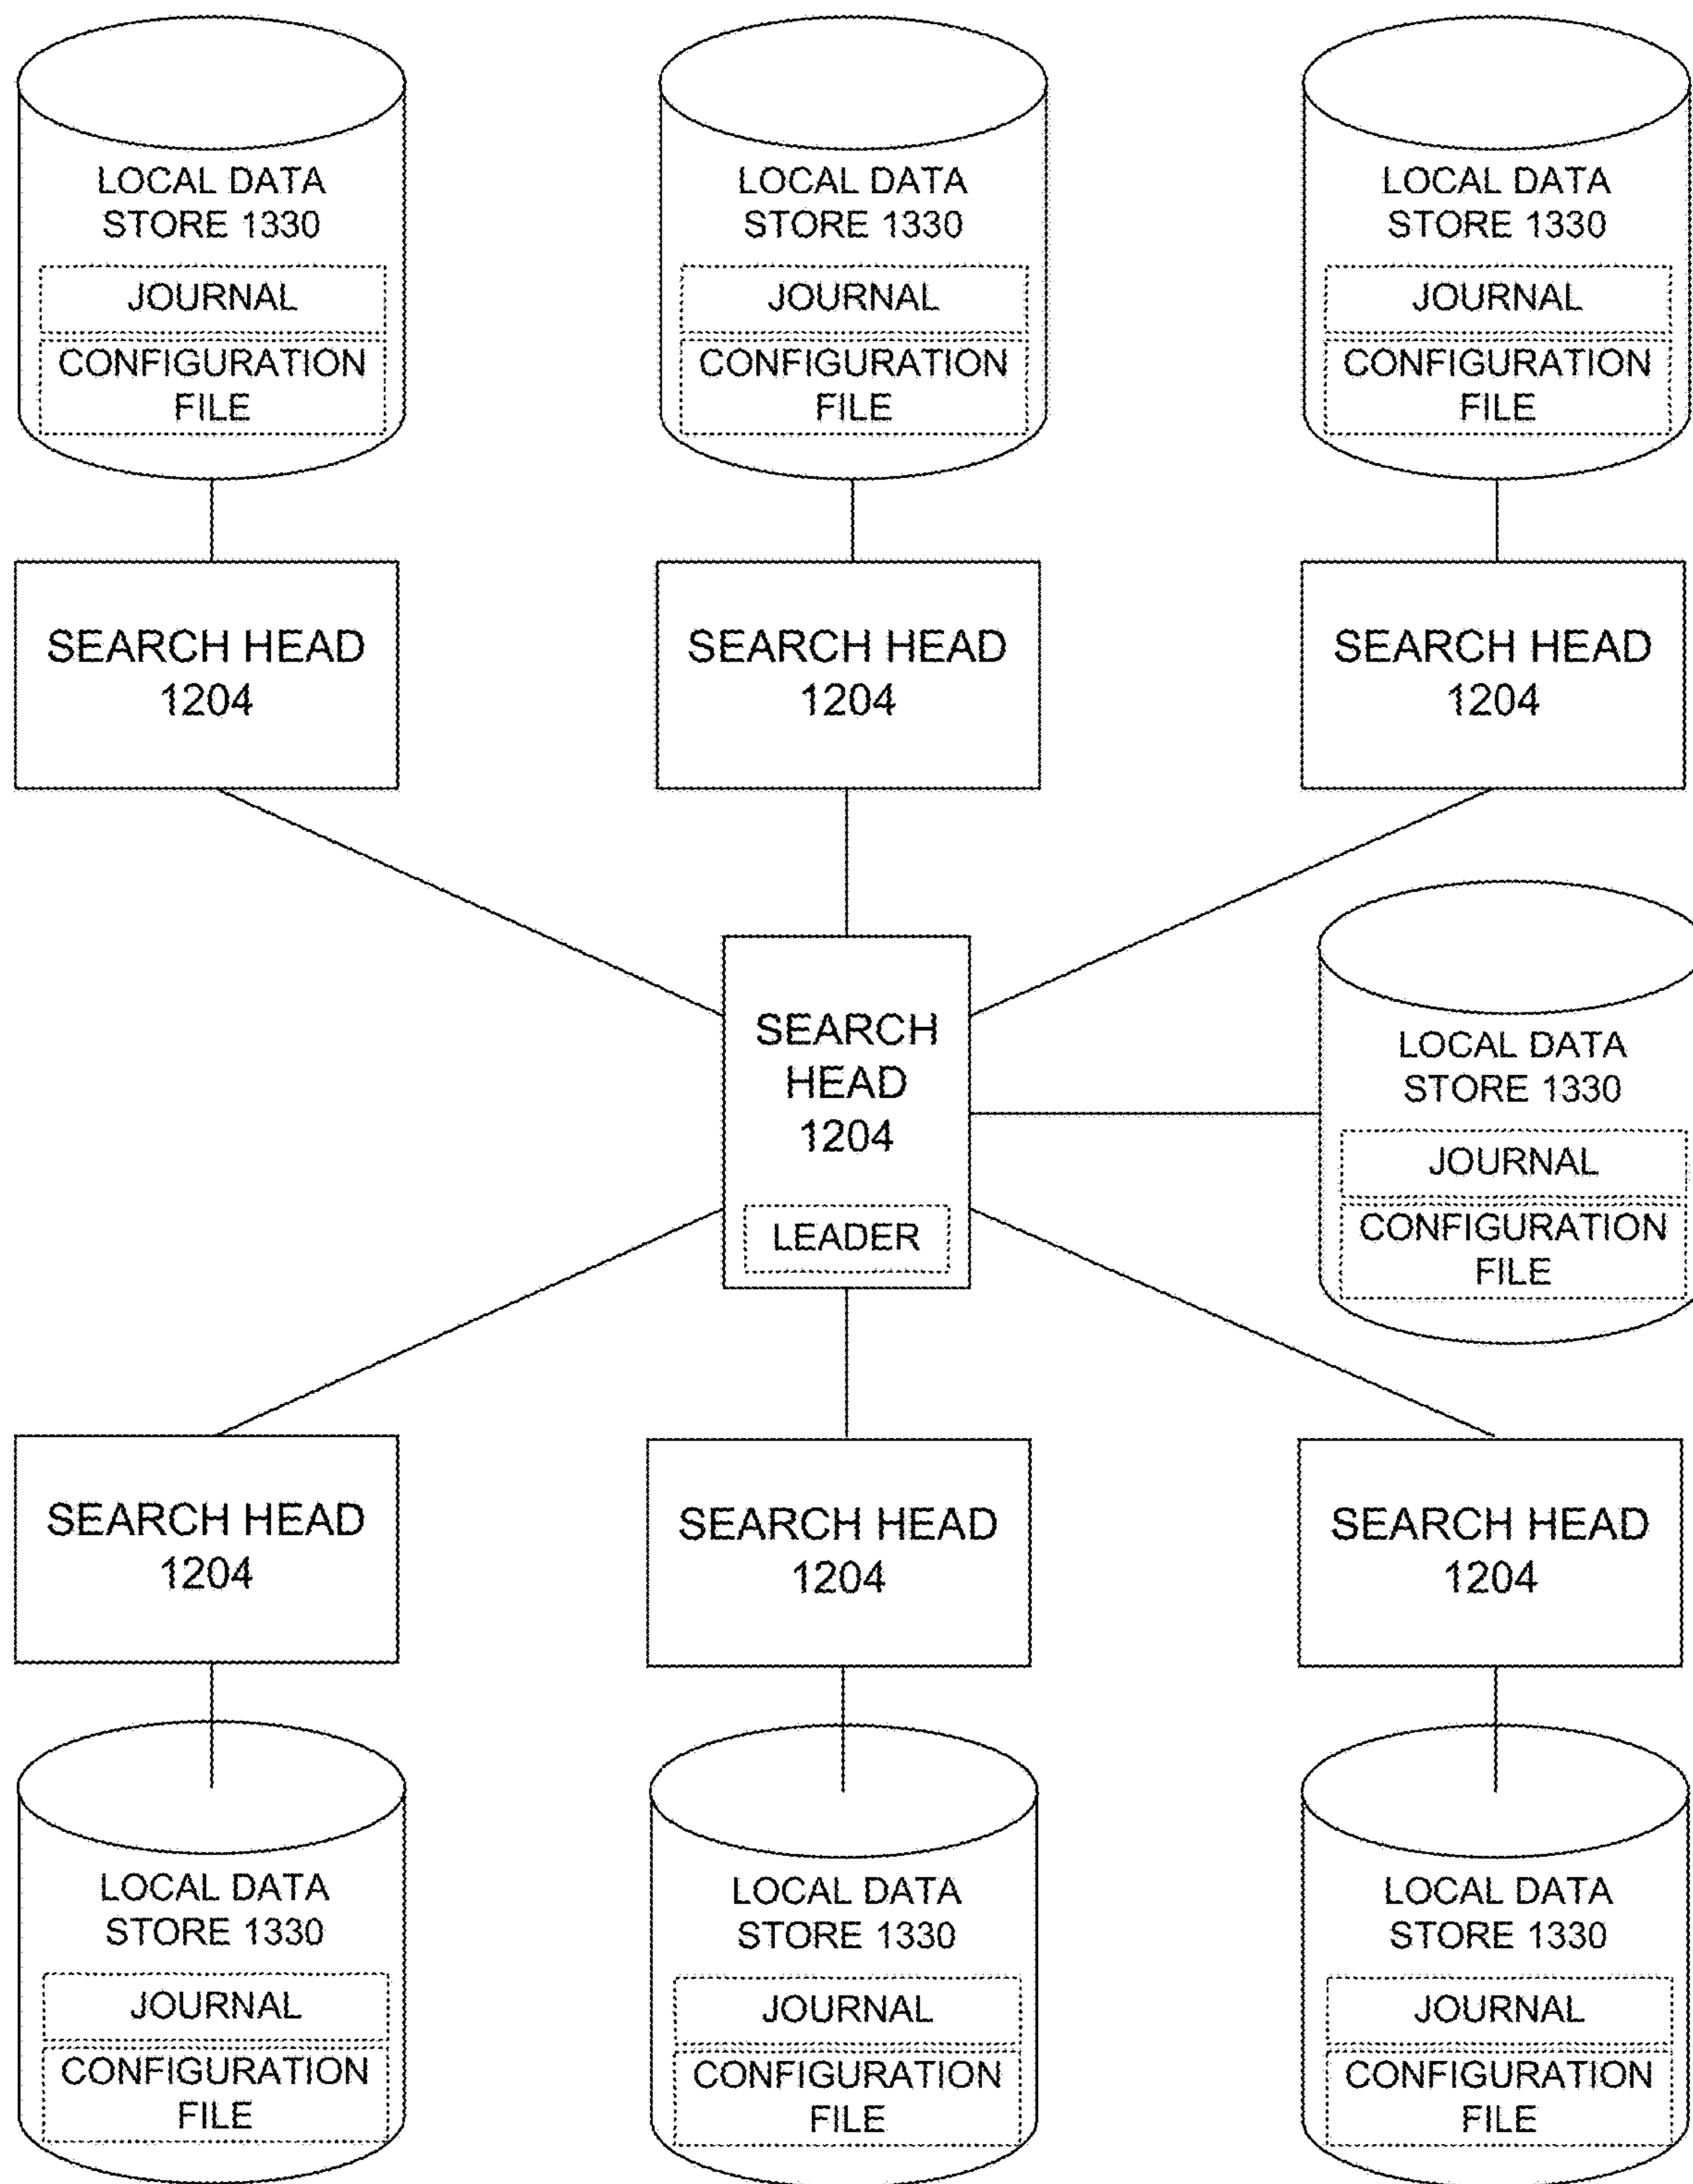 LOCAL DATA
STORE 1330
JOURNAL
CONFIGURATION
FILE
LOCAL DATA
STORE 1330
JOURNAL
CONFIGURATION
FILE
LOCAL DATA
STORE 1330
JOURNAL
CONFIGURATION
FILE
SEARCH HEAD
1204
SEARCH HEAD
1204
SEARCH HEAD
1204
SEARCH
HEAD
1204
LEADER
LOCAL DATA
STORE 1330
JOURNAL
CONFIGURATION
FILE
SEARCH HEAD
1204
SEARCH HEAD
1204
SEARCH HEAD
1204
LOCAL DATA
STORE 1330
JOURNAL
CONFIGURATION
FILE
LOCAL DATA
STORE 1330
JOURNAL
CONFIGURATION
FILE
LOCAL DATA
STORE 1330
JOURNAL
CONFIGURATION
FILE